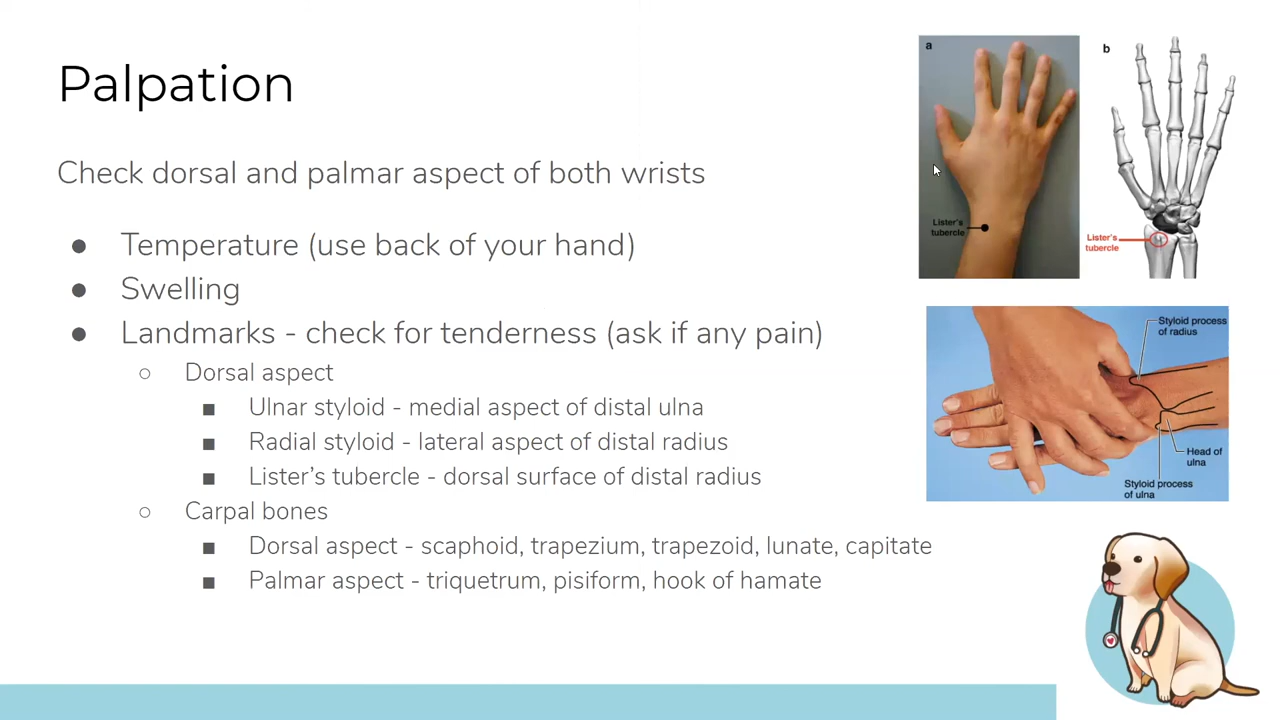 Palpation
Check dorsal and palmar aspect of both wrists
● Temperature (use back of your hand)
● Swelling
● Landmarks - check for tenderness (ask if any pain)
○ Dorsal aspect
■ Ulnar styloid - medial aspect of distal ulna
■ Radial styloid - lateral aspect of distal radius
■ Lister's tubercle - dorsal surface of distal radius
○ Carpal bones
■ Dorsal aspect - scaphoid, trapezium, trapezoid, lunate, capitate
■ Palmar aspect - triquetrum, pisiform, hook of hamate
a
Lister's
tubercle
b
Lister's
tubercle
Styloid process
of radius
Head of
ulna
Styloid process
of ulna